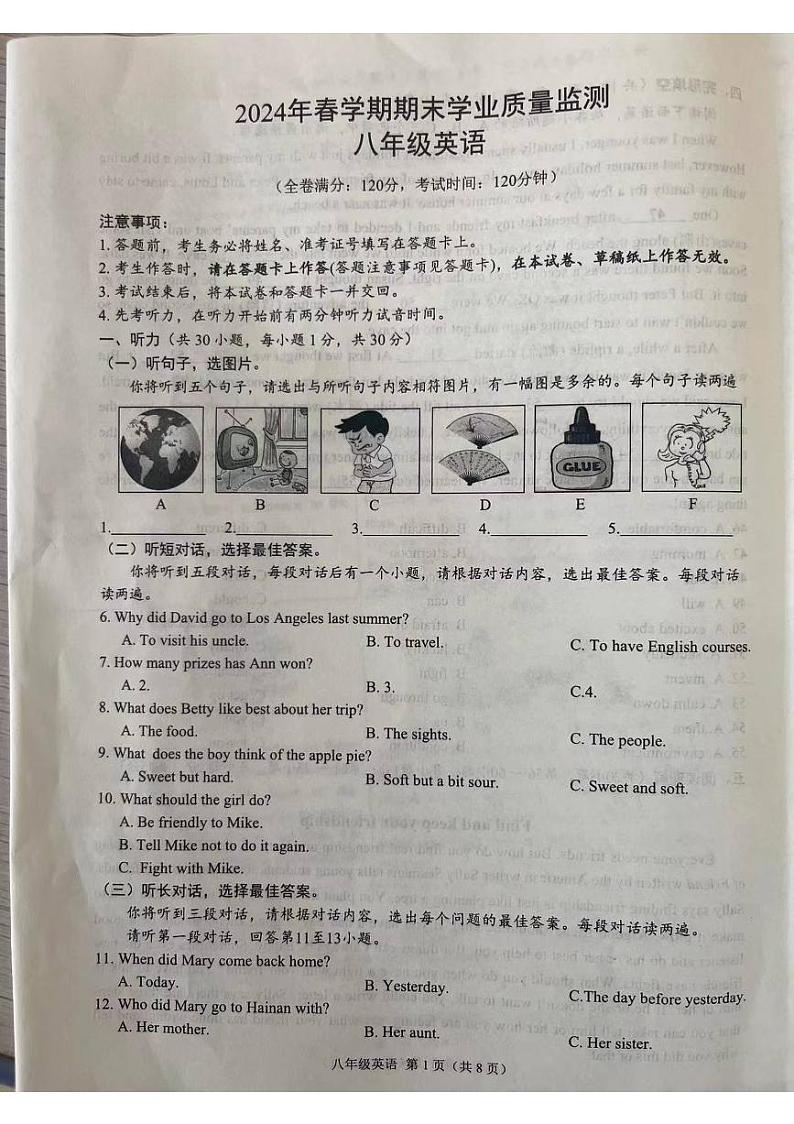 2024年春学期期末学业质量监测
八年级英语
（全卷满分：120分，考试时间：120分钟）
注意事项：
1. 答题前，考生务必将姓名、准考证号填写在答题卡上。
2. 考生作答时，请在答题卡上作答(答题注意事项见答题卡)，在本试卷、草稿纸上作答无效。
3. 考试结束后，将本试卷和答题卡一并交回。
4. 先考听力，在听力开始前有两分钟听力试音时间。
一、听力（共 30 小题，每小题 1 分，共 30 分）
（一）听句子，选图片。
你将听到五个句子，请选出与所听句子内容相符图片，有一幅图是多余的。每个句子读两遍
GLUE
A B C D E F
1.__________ 2.__________ 3.__________ 4.__________ 5.__________
（二）听短对话，选择最佳答案。
你将听到五段对话，每段对话后有一个小题，请根据对话内容，选出最佳答案。每段对话
读两遍。
6. Why did David go to Los Angeles last summer?
A. To visit his uncle. B. To travel. C. To have English courses.
7. How many prizes has Ann won?
A. 2. B. 3. C.4.
8. What does Betty like best about her trip?
A. The food. B. The sights. C. The people.
9. What does the boy think of the apple pie?
A. Sweet but hard. B. Soft but a bit sour. C. Sweet and soft.
10. What should the girl do?
A. Be friendly to Mike.
B. Tell Mike not to do it again.
C. Fight with Mike.
（三）听长对话，选择最佳答案。
你将听到三段对话，请根据对话内容，选出每个问题的最佳答案。每段对话读两遍。
请听第一段对话，回答第11至13小题。
11. When did Mary come back home?
A. Today. B. Yesterday. C.The day before yesterday.
12. Who did Mary go to Hainan with?
A. Her mother. B. Her aunt. C. Her sister.
八年级英语 第 1 页（共 8 页）